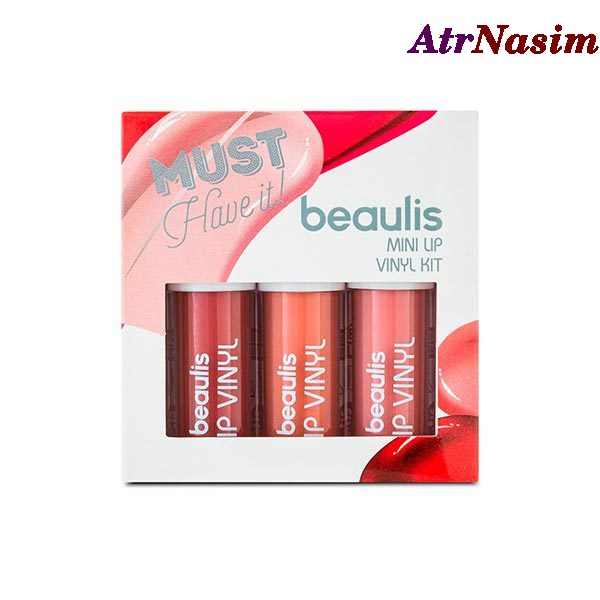 AtrNasim
MUST
Have it!
beaulis
MINI LIP
VINYL KIT
beaulis
IP VINYL
beaulis
IP VINYL
beaulis
IP VINYL